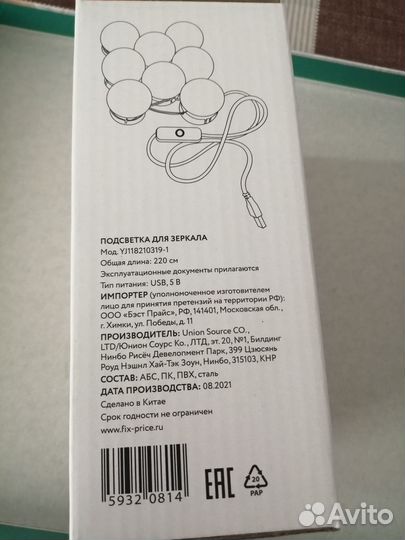 ПОДСВЕТКА ДЛЯ ЗЕРКАЛА
Мод. YJ118210319-1
Общая длина: 220 см
Эксплуатационные документы прилагаются
Тип питания: USB, 5 В
ИМПОРТЕР (уполномоченное изготовителем
лицо для принятия претензий на территории РФ):
ООО «Бэст Прайс», РФ, 141401, Московская обл.,
г. Химки, ул. Победы, д. 11
ПРОИЗВОДИТЕЛЬ: Union Source CO.,
LTD/Юнион Соурс Ко., ЛТД, эт. 20, №1, Билдинг
Нинбо Рисёч Девелопмент Парк, 399 Цзюсянь
Роуд Нэшнл Хай-Тэк Зоун, Нинбо, 315103, КНР
СОСТАВ: АБС, ПК, ПВХ, сталь
ДАТА ПРОИЗВОДСТВА: 08.2021
Сделано в Китае
Срок годности не ограничен
www.fix-price.ru
5932 0814
EAC
20
PAP
Avito